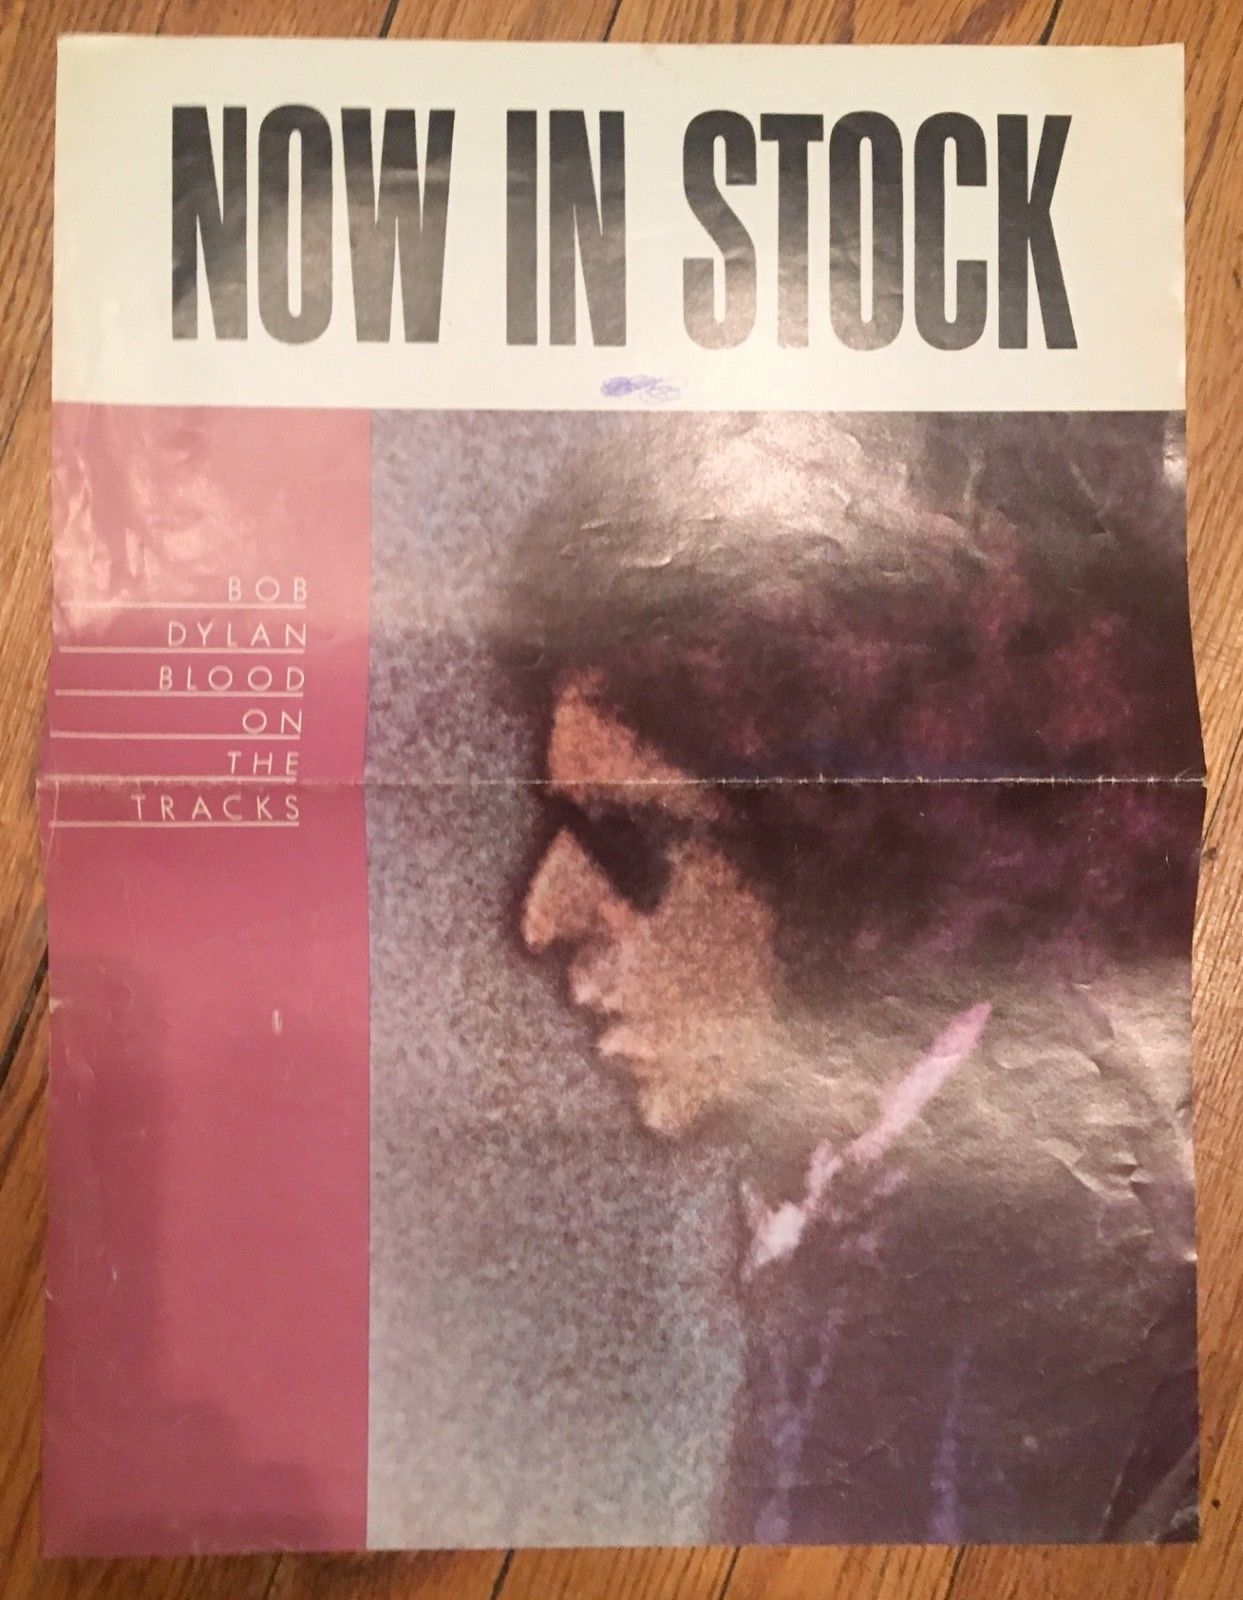 NOW IN STOCK
BOB
DYLAN
BLOOD
ON
THE
TRACKS